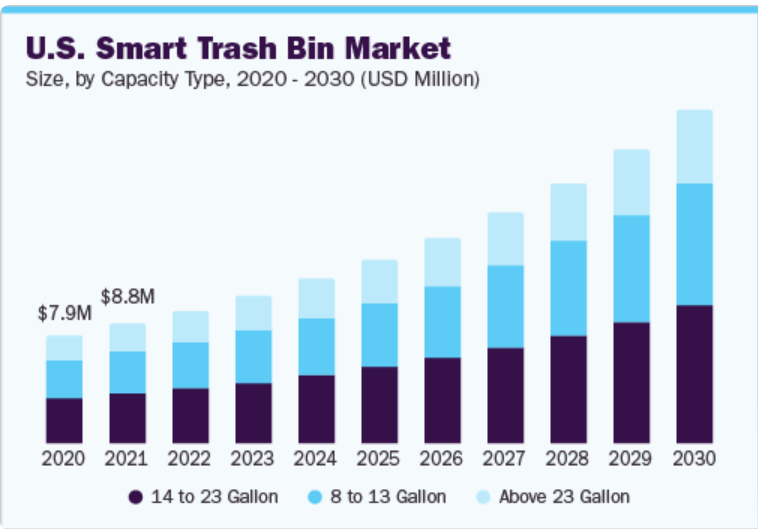 U.S. Smart Trash Bin Market
Size, by Capacity Type, 2020 - 2030 (USD Million)
$7.9M
$8.8M
2020 2021 2022 2023 2024 2025 2026 2027 2028 2029 2030
14 to 23 Gallon 8 to 13 Gallon Above 23 Gallon